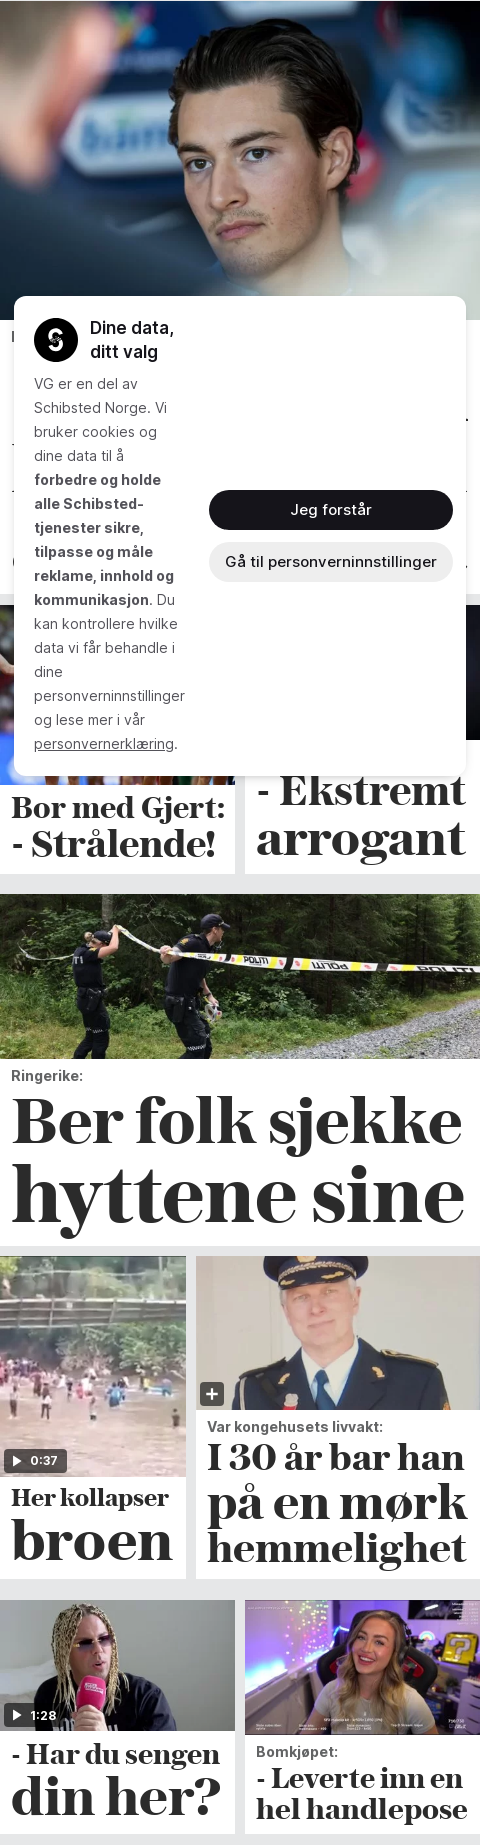 Dine data,
ditt valg
VG er en del av
Schibsted Norge. Vi
bruker cookies og
dine data til å
forbedre og holde
alle Schibsted-
tjenester sikre,
tilpasse og måle
reklame, innhold og
kommunikasjon. Du
kan kontrollere hvilke
data vi får behandle i
dine
personverninnstillinger
og lese mer i vår
personvernerklæring.
Jeg forstår
Gå til personverninnstillinger
Bor med Gjert:
- Strålende!
- Ekstremt
arrogant
POLITI
POLITI
Ringerike:
Ber folk sjekke
hyttene sine
0:37
Her kollapser
broen
Var kongehusets livvakt:
I 30 år bar han
på en mørk
hemmelighet
1:28
- Har du sengen
din her?
Bomkjøpet:
- Leverte inn en
hel handlepose